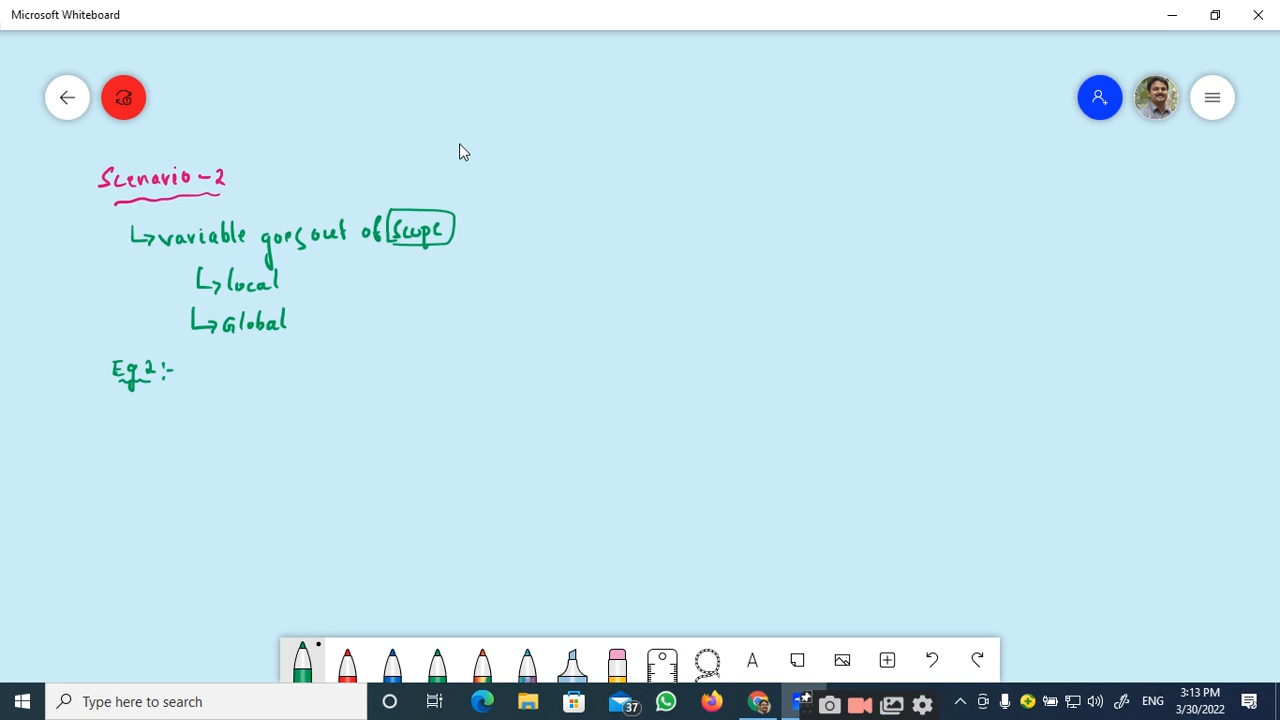 Microsoft Whiteboard
Scenario-2
↳variable goes out of scope
↳local
↳Global
Eg 2:-
A
Type here to search
37
ENG
3:13 PM
3/30/2022